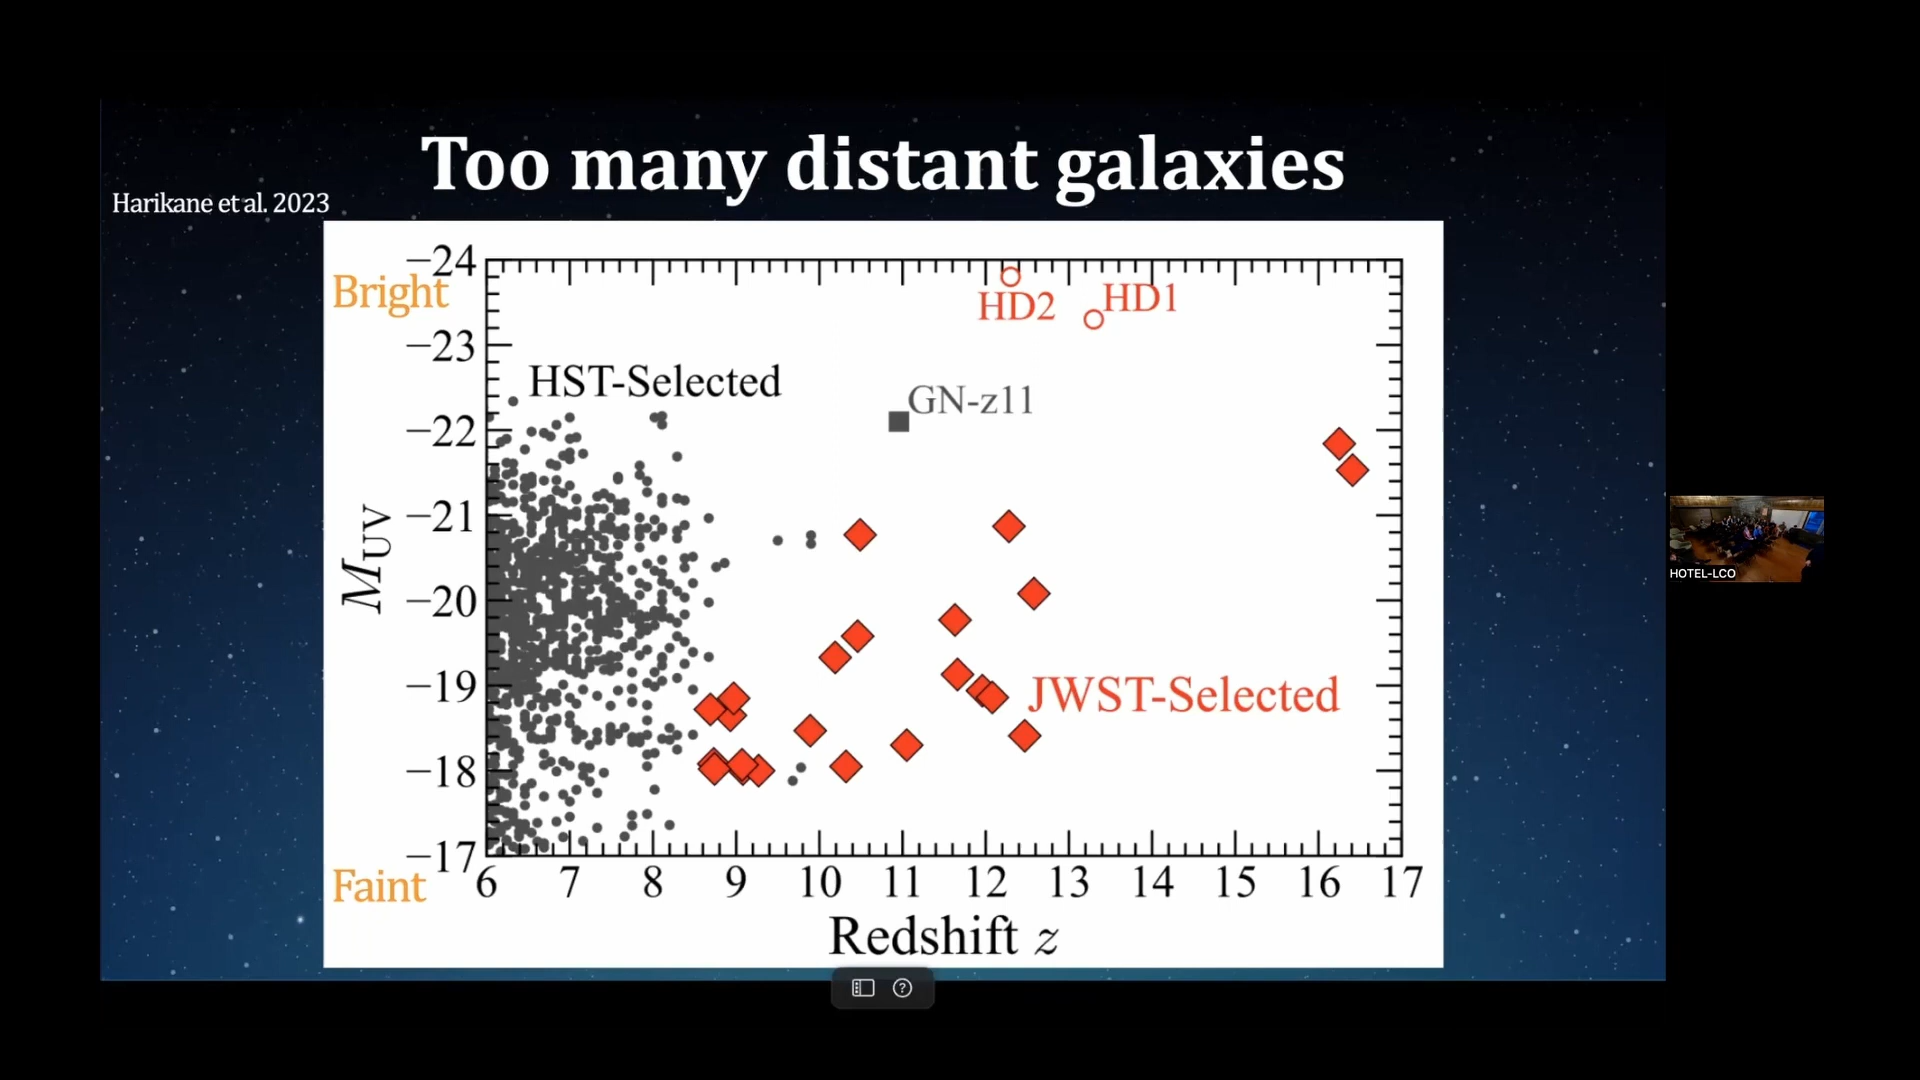 Too many distant galaxies
Harikane et al. 2023
Bright
Faint
−24
−23
−22
−21
−20
−19
−18
−17
M_UV
HD2
HD1
HST-Selected
GN-z11
JWST-Selected
6 7 8 9 10 11 12 13 14 15 16 17
Redshift z
HOTEL-LCO